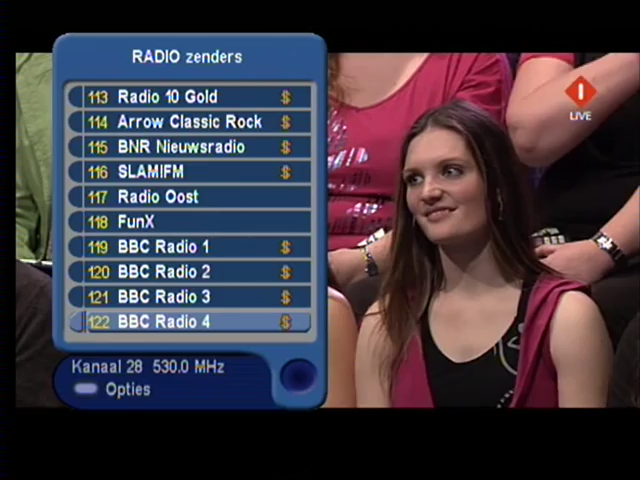 RADIO zenders
113 Radio 10 Gold $
114 Arrow Classic Rock $
115 BNR Nieuwsradio $
116 SLAM!FM $
117 Radio Oost
118 FunX
119 BBC Radio 1 $
120 BBC Radio 2 $
121 BBC Radio 3 $
122 BBC Radio 4 $
Kanaal 28 530.0 MHz
Opties
1
LIVE